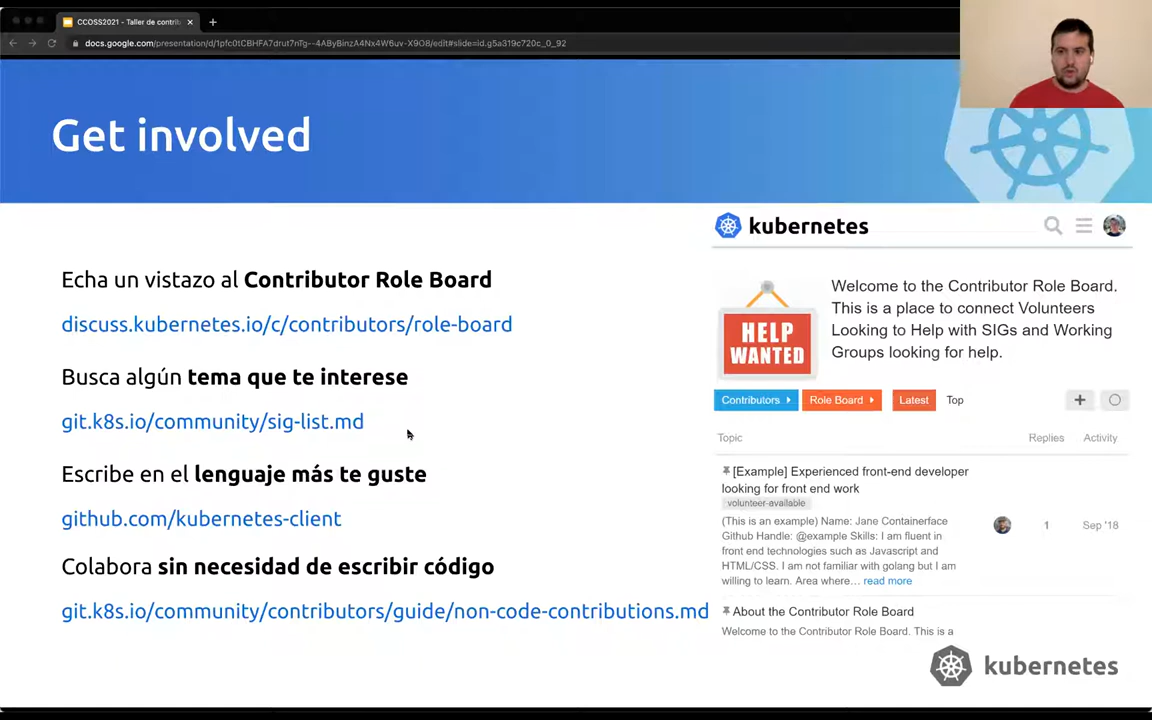 CCOSS2021 - Taller de contrib
docs.google.com/presentation/d/1pfc0tCBHFA7drut7nTg--4AByBinzA4Nx4W6uv-X9O8/edit#slide=id.g5a319c720c_0_92
Get involved
Echa un vistazo al Contributor Role Board
discuss.kubernetes.io/c/contributors/role-board
Busca algún tema que te interese
git.k8s.io/community/sig-list.md
Escribe en el lenguaje más te guste
github.com/kubernetes-client
Colabora sin necesidad de escribir código
git.k8s.io/community/contributors/guide/non-code-contributions.md
kubernetes
HELP
WANTED
Welcome to the Contributor Role Board.
This is a place to connect Volunteers
Looking to Help with SIGs and Working
Groups looking for help.
Contributors Role Board Latest Top
Topic Replies Activity
[Example] Experienced front-end developer
looking for front end work
volunteer-available
(This is an example) Name: Jane Containerface
Github Handle: @example Skills: I am fluent in
front end technologies such as Javascript and
HTML/CSS. I am not familiar with golang but I am
willing to learn. Area where... read more
1 Sep '18
About the Contributor Role Board
Welcome to the Contributor Role Board. This is a
kubernetes